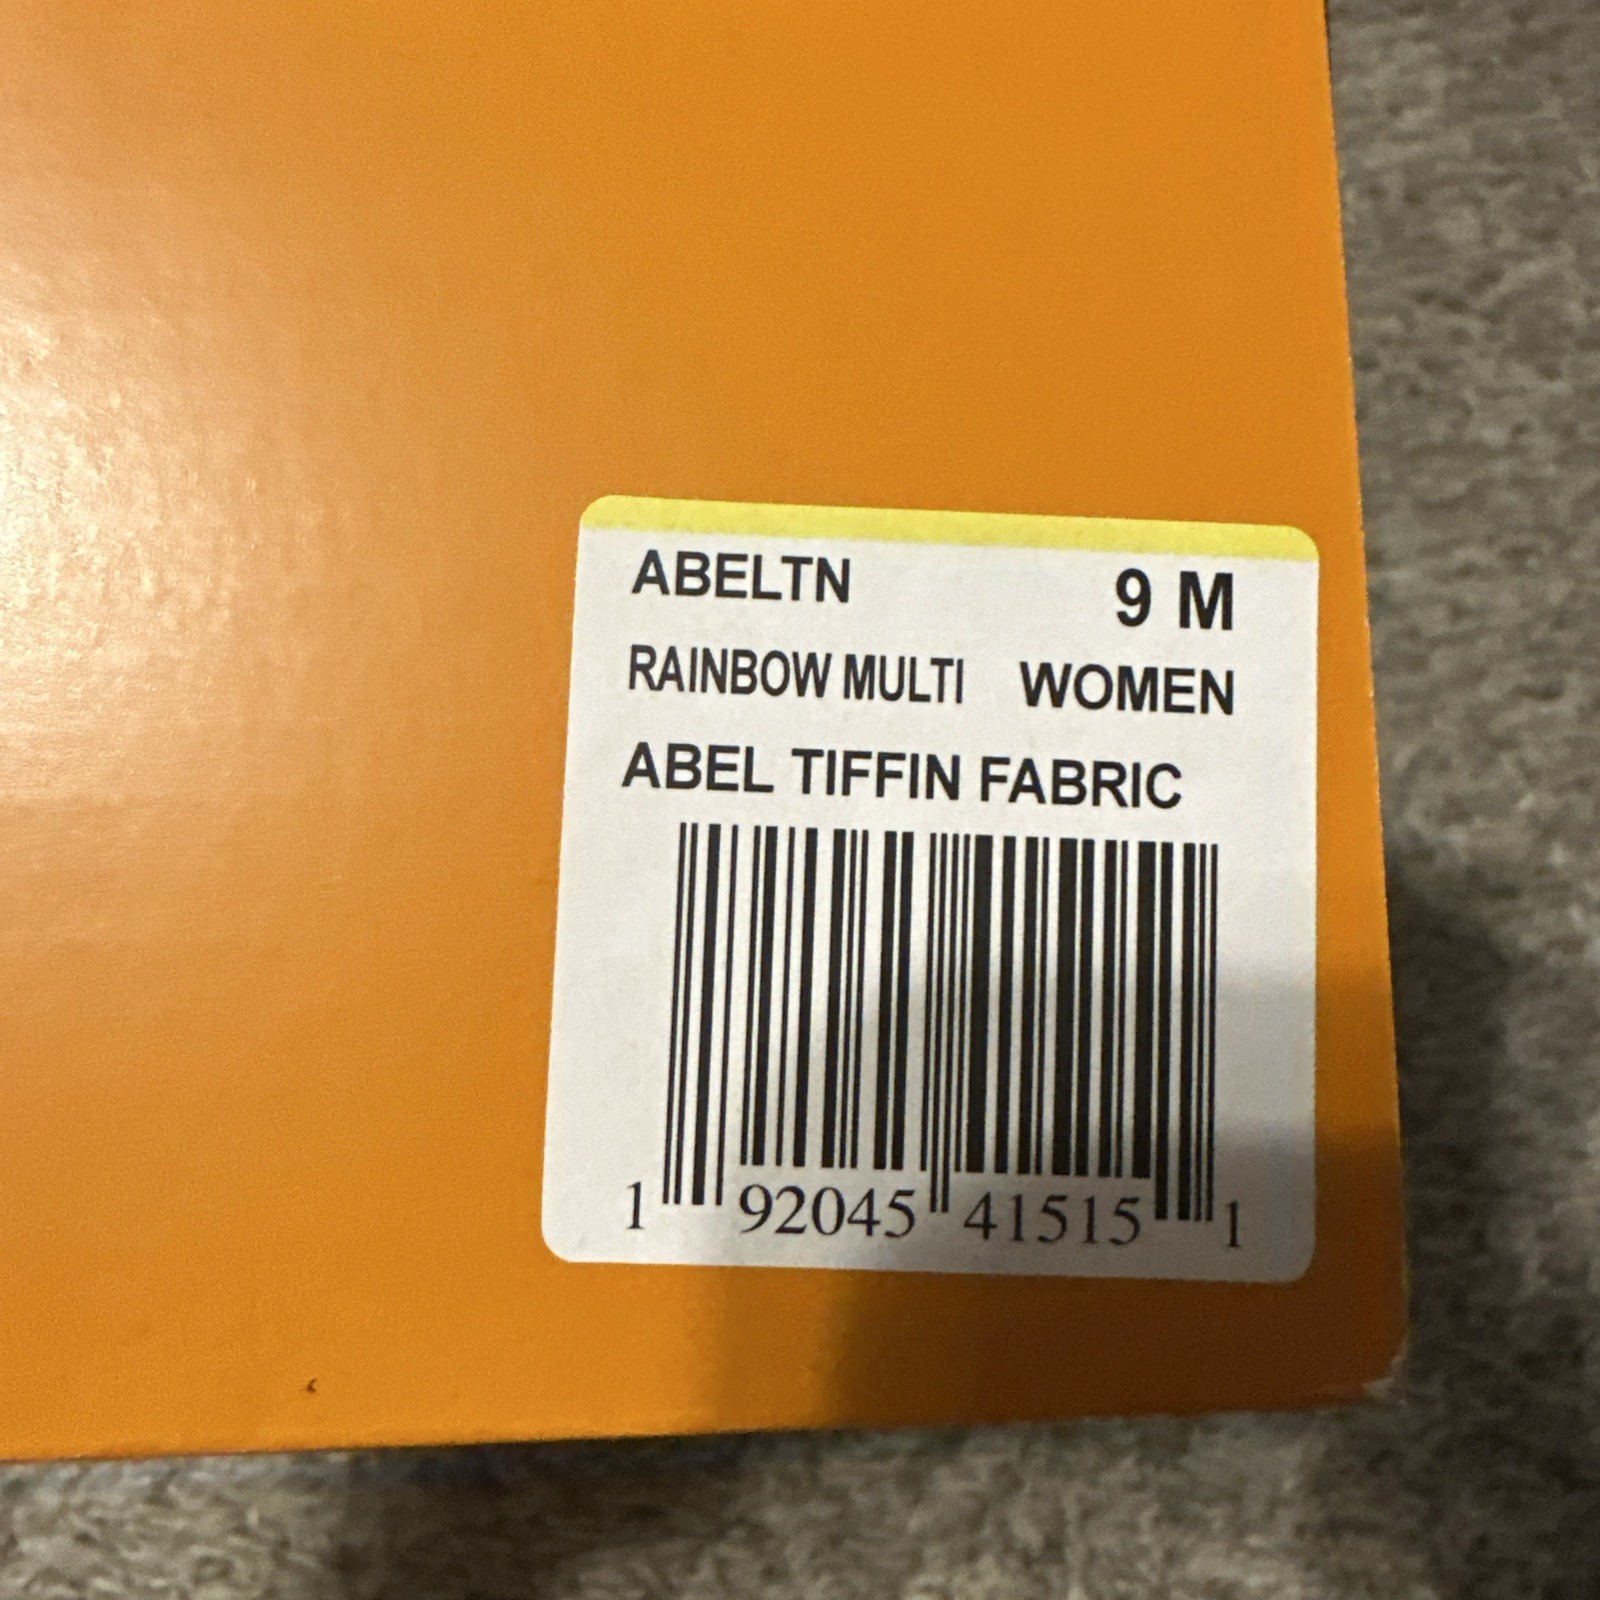 ABELTN 9 M
RAINBOW MULTI WOMEN
ABEL TIFFIN FABRIC
1 92045 41515 1